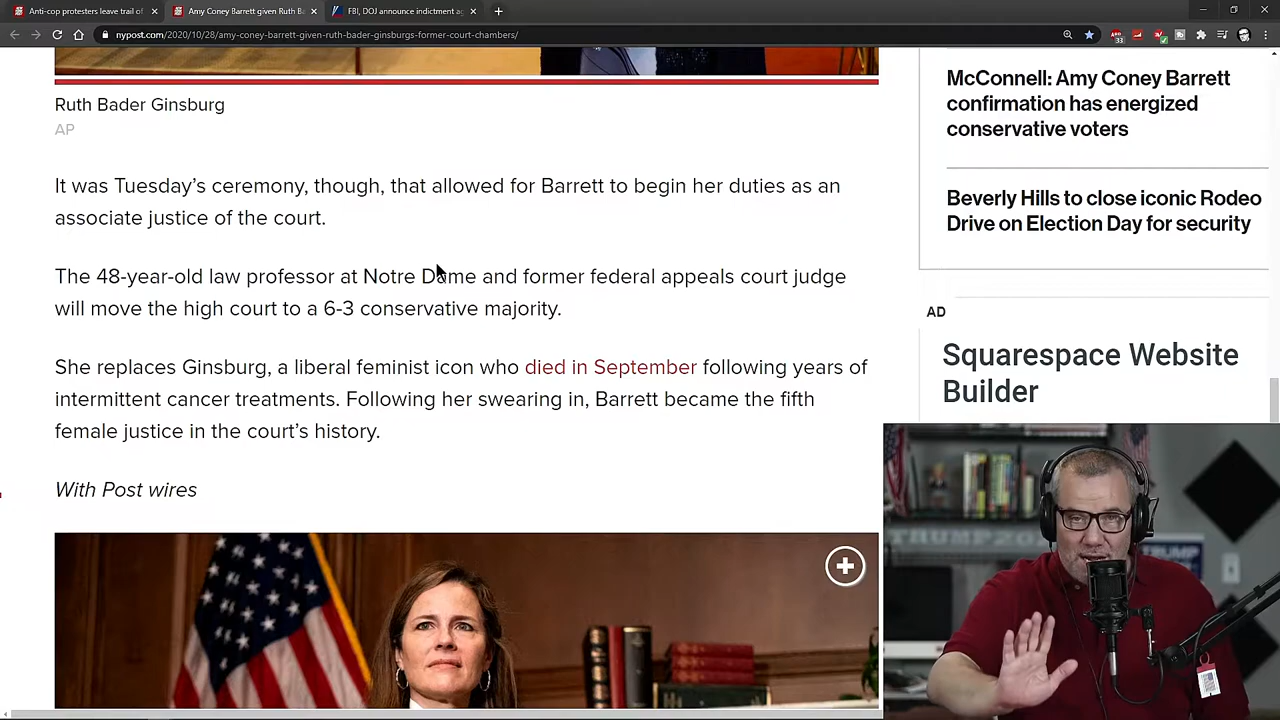 Anti-cop protesters leave trail of
Amy Coney Barrett given Ruth B
FBI, DOJ announce indictment ag
nypost.com/2020/10/28/amy-coney-barrett-given-ruth-bader-ginsburgs-former-court-chambers/
33
Ruth Bader Ginsburg
AP
It was Tuesday’s ceremony, though, that allowed for Barrett to begin her duties as an
associate justice of the court.
The 48-year-old law professor at Notre Dame and former federal appeals court judge
will move the high court to a 6-3 conservative majority.
She replaces Ginsburg, a liberal feminist icon who died in September following years of
intermittent cancer treatments. Following her swearing in, Barrett became the fifth
female justice in the court’s history.
With Post wires
McConnell: Amy Coney Barrett
confirmation has energized
conservative voters
Beverly Hills to close iconic Rodeo
Drive on Election Day for security
AD
Squarespace Website
Builder
TRUMP20
TRUMP